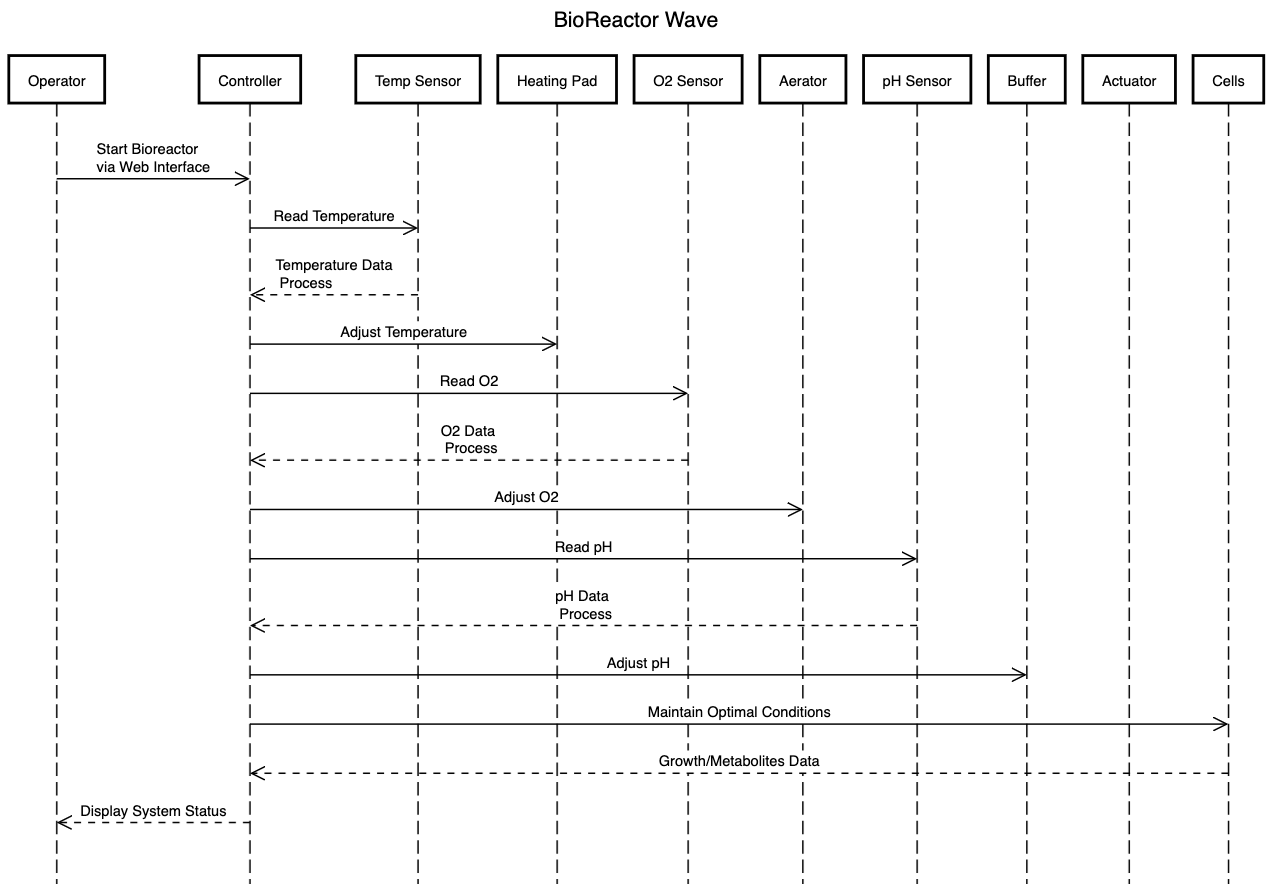 BioReactor Wave
Operator
Controller
Temp Sensor
Heating Pad
O2 Sensor
Aerator
pH Sensor
Buffer
Actuator
Cells
Start Bioreactor
via Web Interface
Read Temperature
Temperature Data
Process
Adjust Temperature
Read O2
O2 Data
Process
Adjust O2
Read pH
pH Data
Process
Adjust pH
Maintain Optimal Conditions
Growth/Metabolites Data
Display System Status